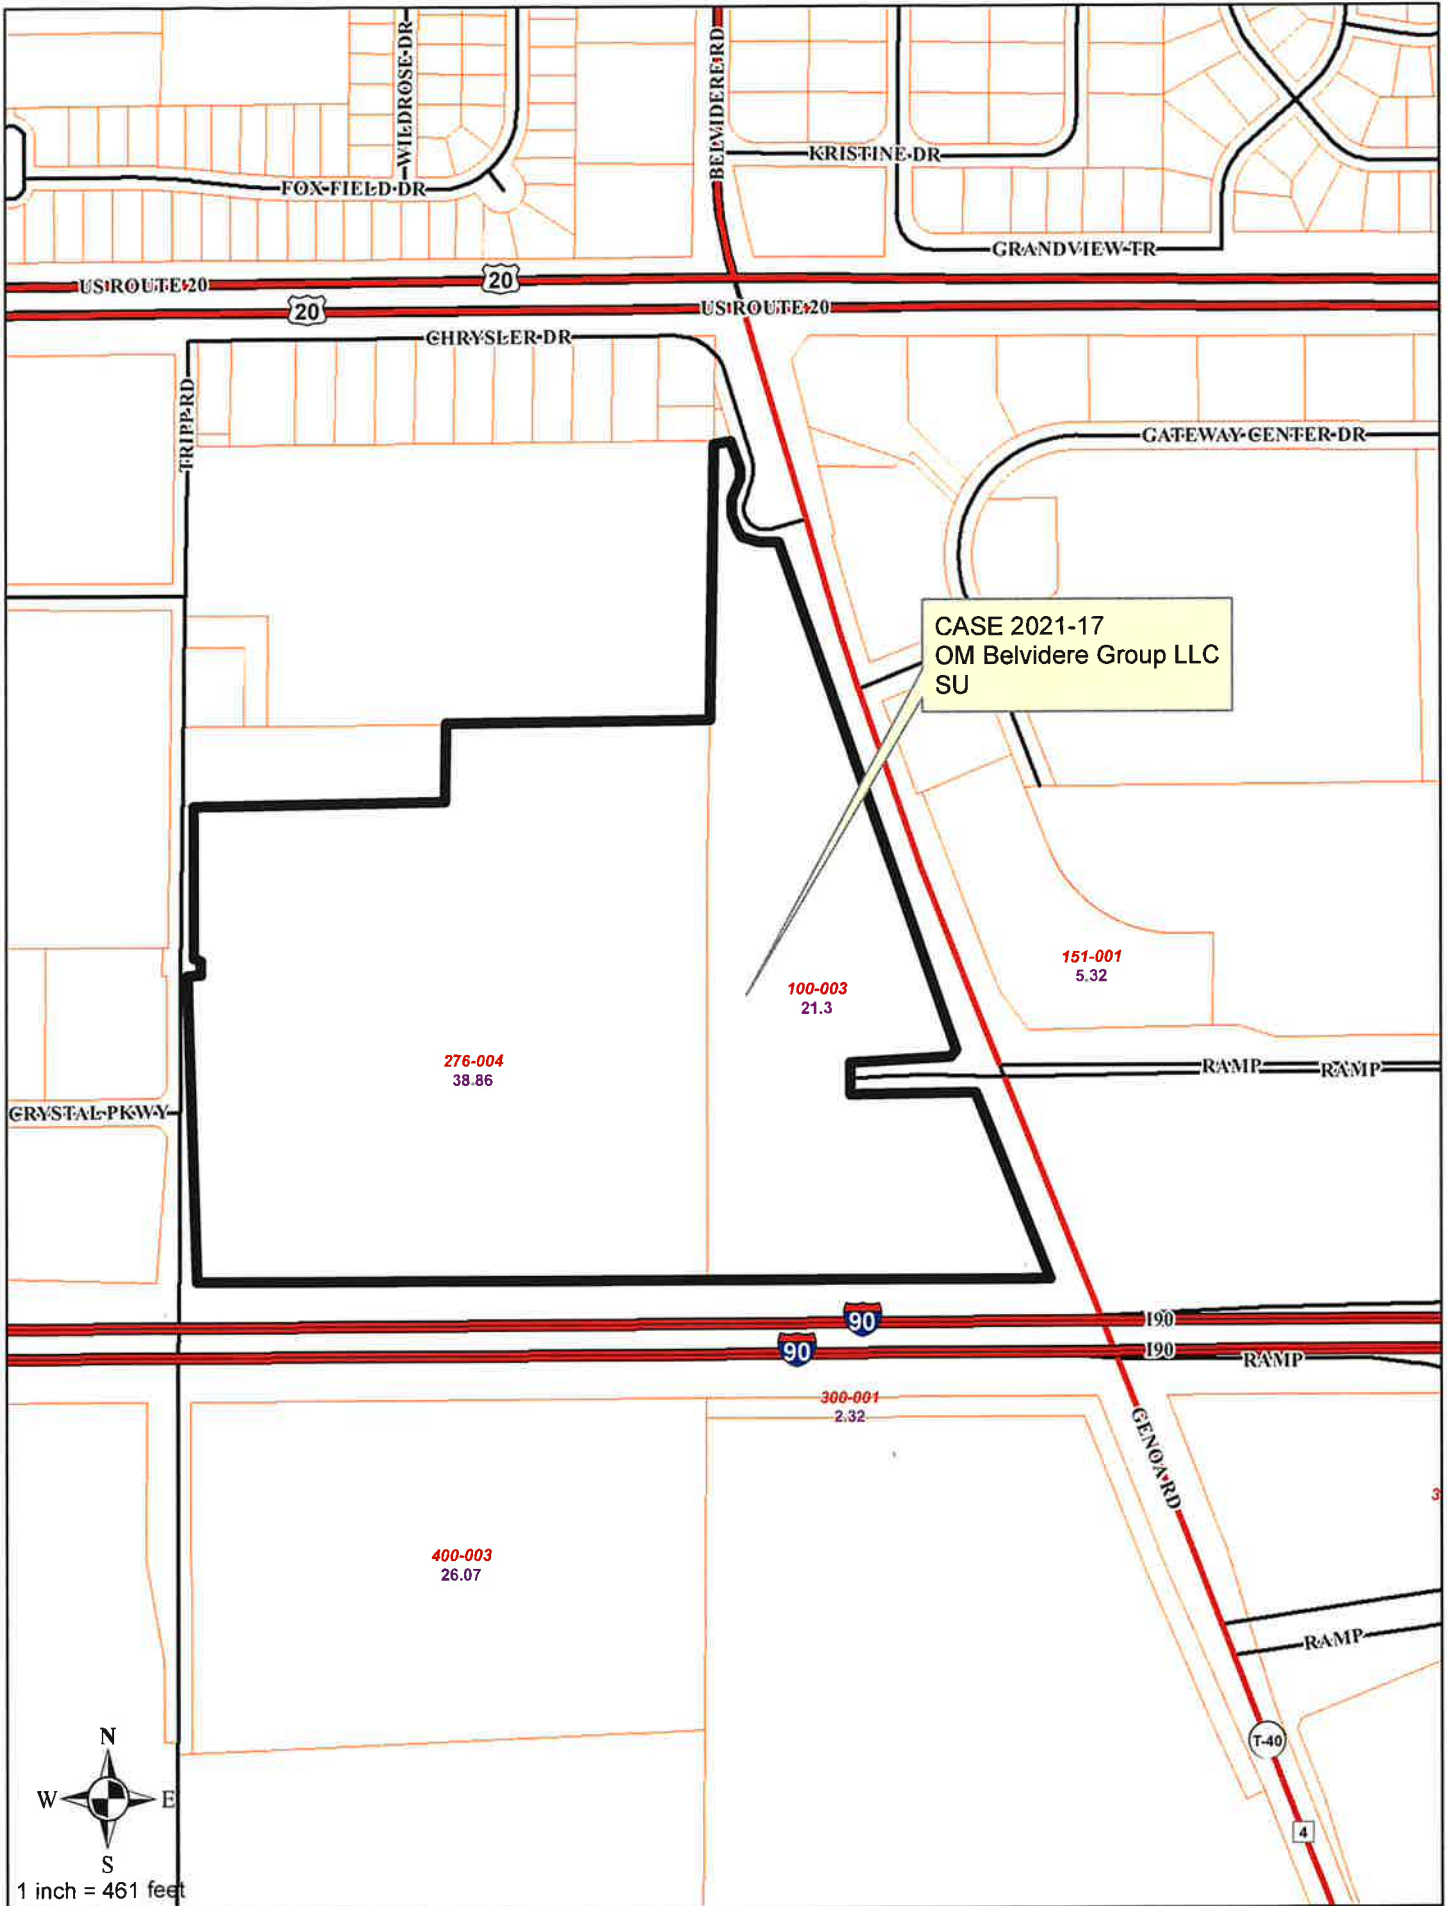 WILDROSE DR
BELVIDERE RD
KRISTINE DR
FOX FIELD DR
GRANDVIEW TR
US ROUTE 20
20
20
US ROUTE 20
CHRYSLER DR
TRIPP RD
GATEWAY CENTER DR
CASE 2021-17
OM Belvidere Group LLC
SU
151-001
5.32
100-003
21.3
276-004
38.86
RAMP
RAMP
CRYSTAL PKWY
90
I90
90
I90
RAMP
300-001
2.32
GENOA RD
3
400-003
26.07
RAMP
T-40
4
N
W
E
S
1 inch = 461 feet